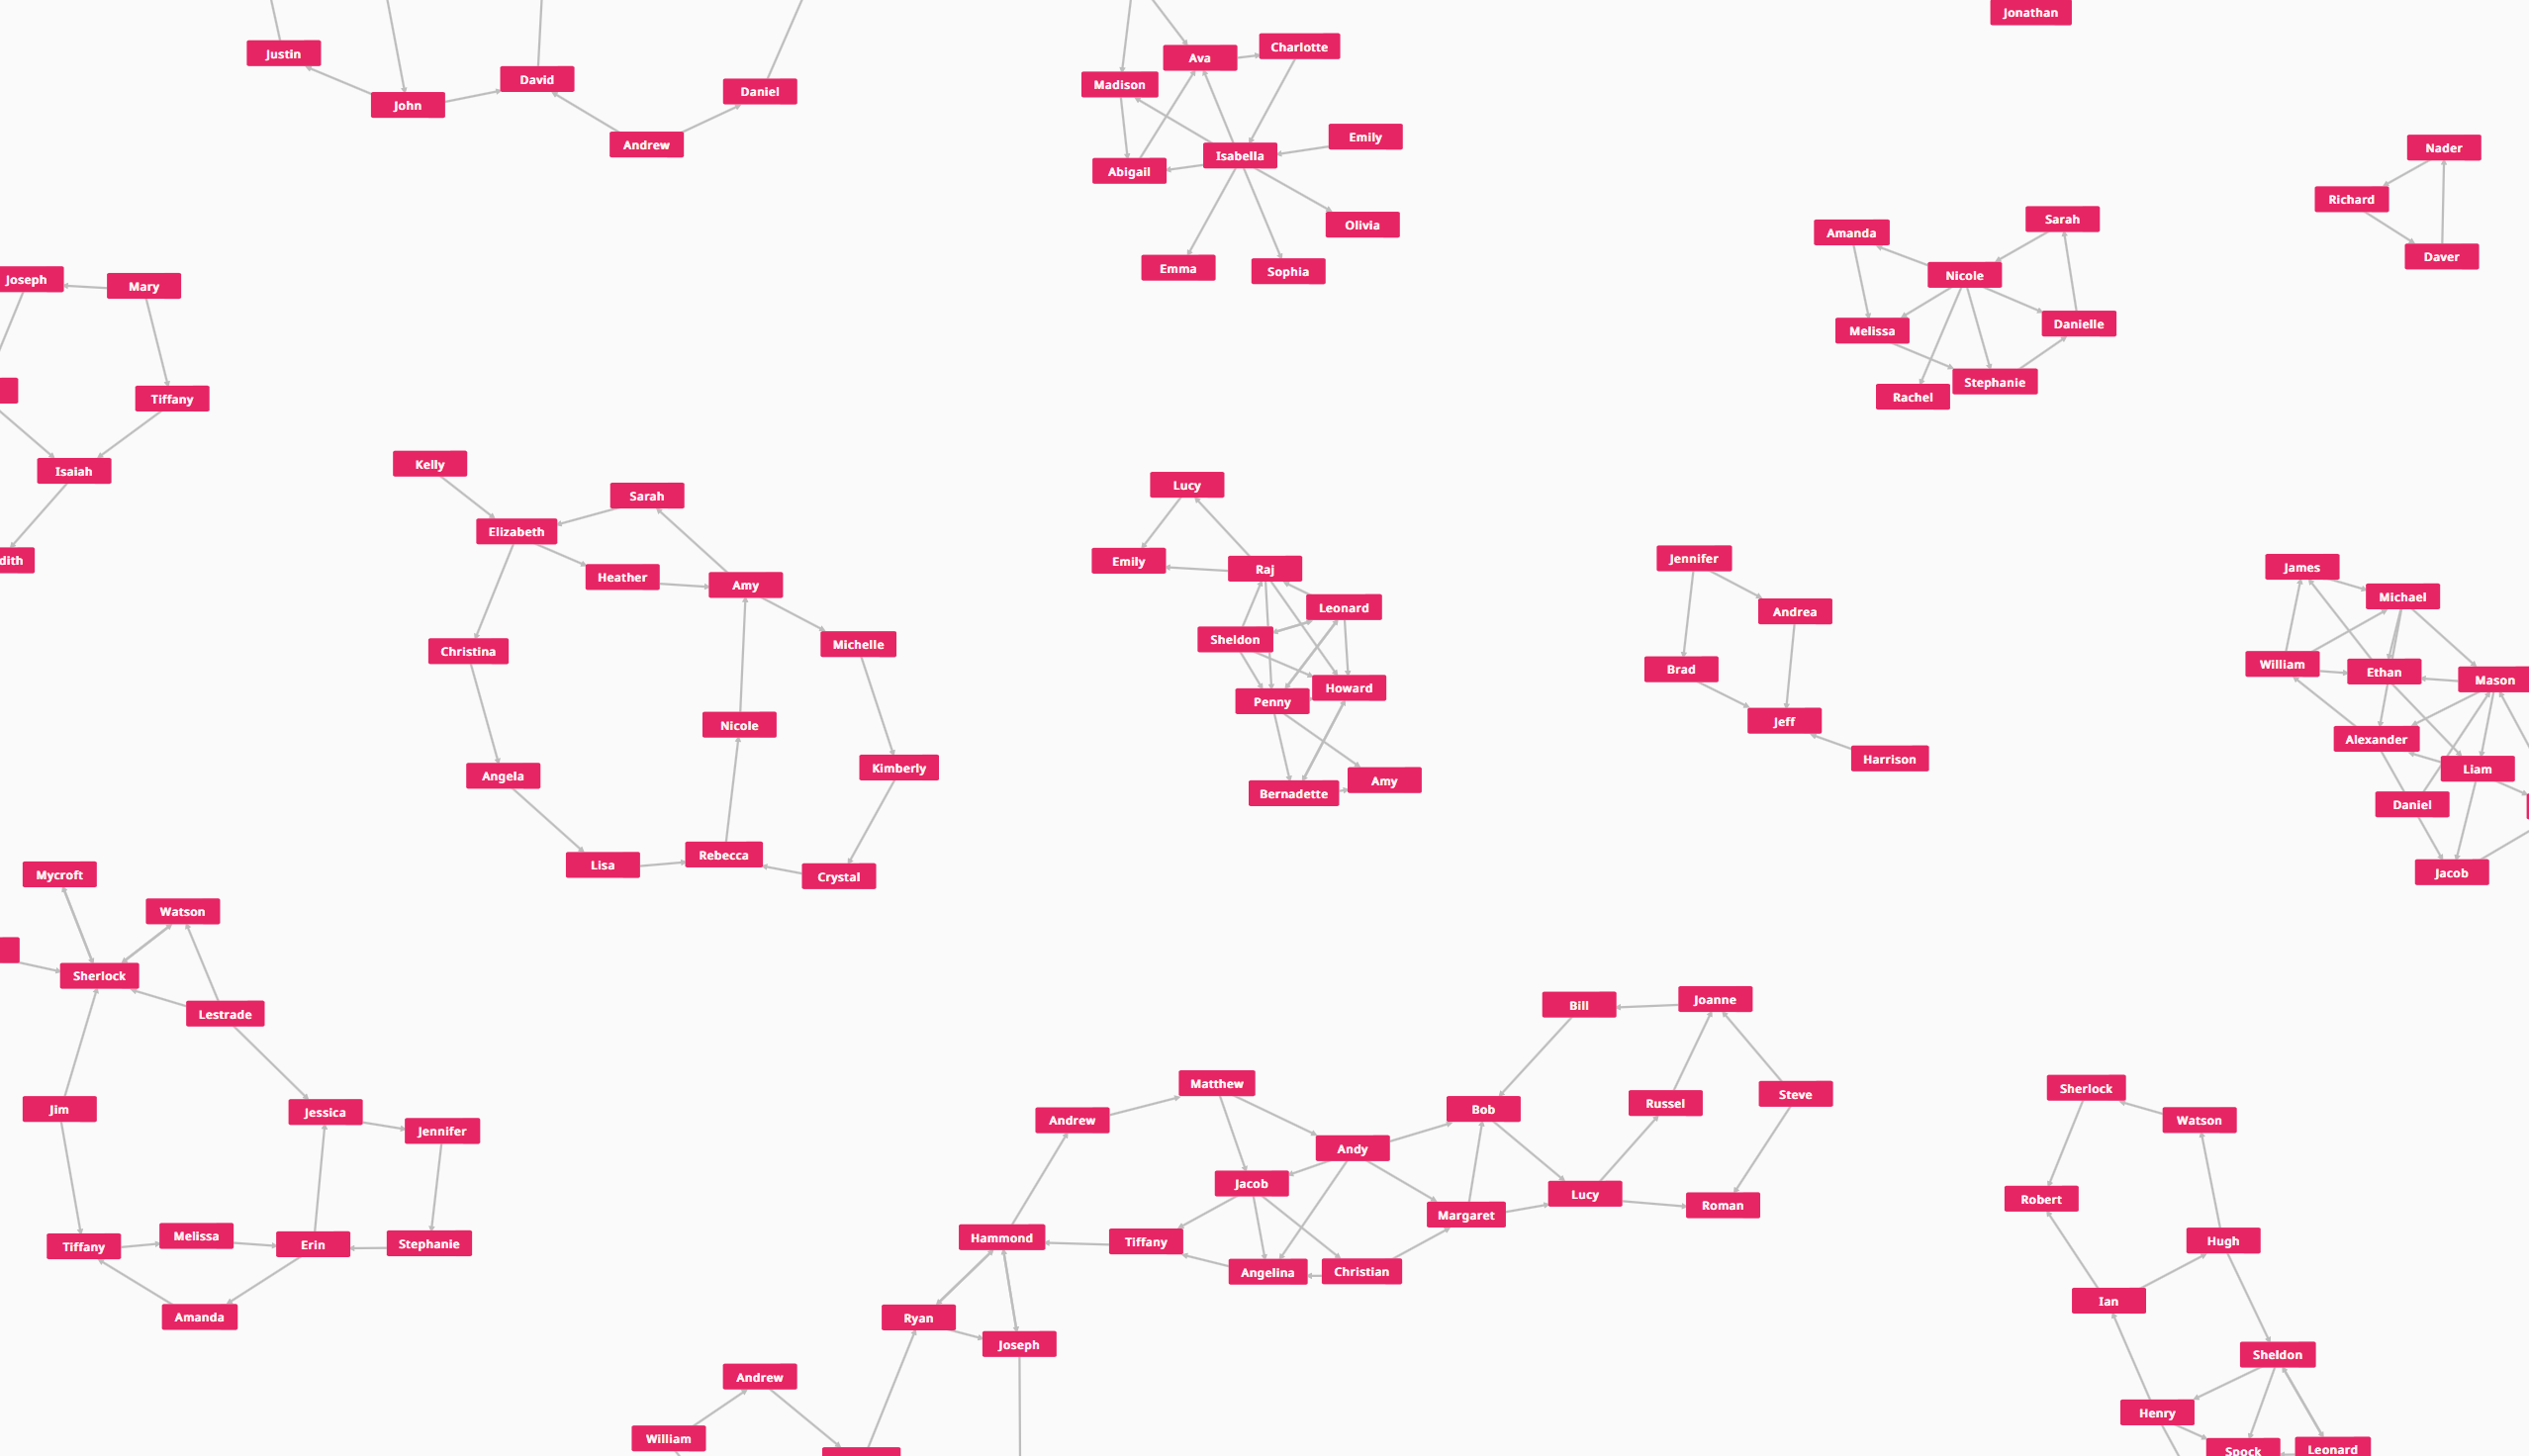 Jonathan
Justin
John
David
Andrew
Daniel
Ava
Charlotte
Madison
Emily
Isabella
Abigail
Olivia
Emma
Sophia
Nader
Richard
Daver
Amanda
Sarah
Nicole
Melissa
Danielle
Rachel
Stephanie
Joseph
Mary
Tiffany
Isaiah
dith
Kelly
Sarah
Elizabeth
Heather
Amy
Christina
Michelle
Nicole
Angela
Kimberly
Lisa
Rebecca
Crystal
Lucy
Emily
Raj
Leonard
Sheldon
Howard
Penny
Bernadette
Amy
Jennifer
Andrea
Brad
Jeff
Harrison
James
Michael
William
Ethan
Mason
Alexander
Liam
Daniel
Jacob
Mycroft
Watson
Sherlock
Lestrade
Jim
Jessica
Jennifer
Tiffany
Melissa
Erin
Stephanie
Amanda
Bill
Joanne
Matthew
Andrew
Bob
Russel
Steve
Andy
Jacob
Margaret
Lucy
Roman
Hammond
Tiffany
Angelina
Christian
Ryan
Joseph
Andrew
William
Sherlock
Watson
Robert
Hugh
Ian
Sheldon
Henry
Spock
Leonard